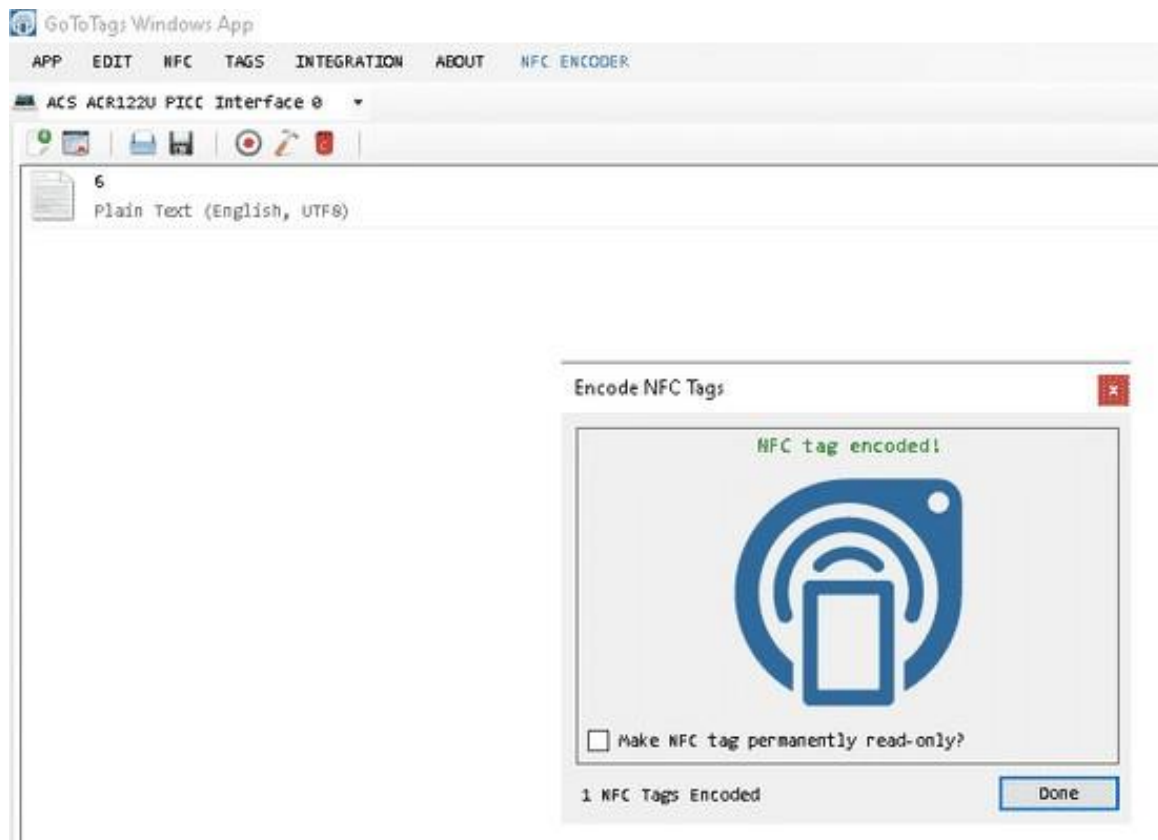 GoToTags Windows App
APP EDIT NFC TAGS INTEGRATION ABOUT NFC ENCODER
ACS ACR122U PICC Interface 0
6
Plain Text (English, UTF8)
Encode NFC Tags
NFC tag encoded!
Make NFC tag permanently read-only?
1 NFC Tags Encoded
Done